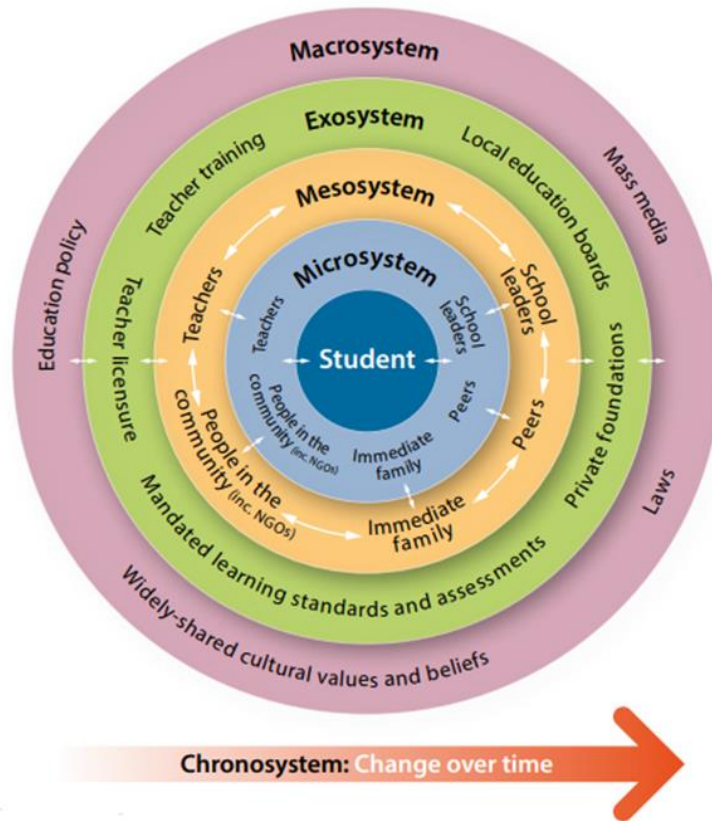 Macrosystem
Education policy
Mass media
Laws
Widely-shared cultural values and beliefs
Exosystem
Teacher training
Local education boards
Teacher licensure
Private foundations
Mandated learning standards and assessments
Mesosystem
Teachers
School
leaders
People in the
community (inc. NGOs)
Peers
Immediate
family
Microsystem
Teachers
School
leaders
People in the
community (inc. NGOs)
Peers
Immediate
family
Student
Chronosystem: Change over time